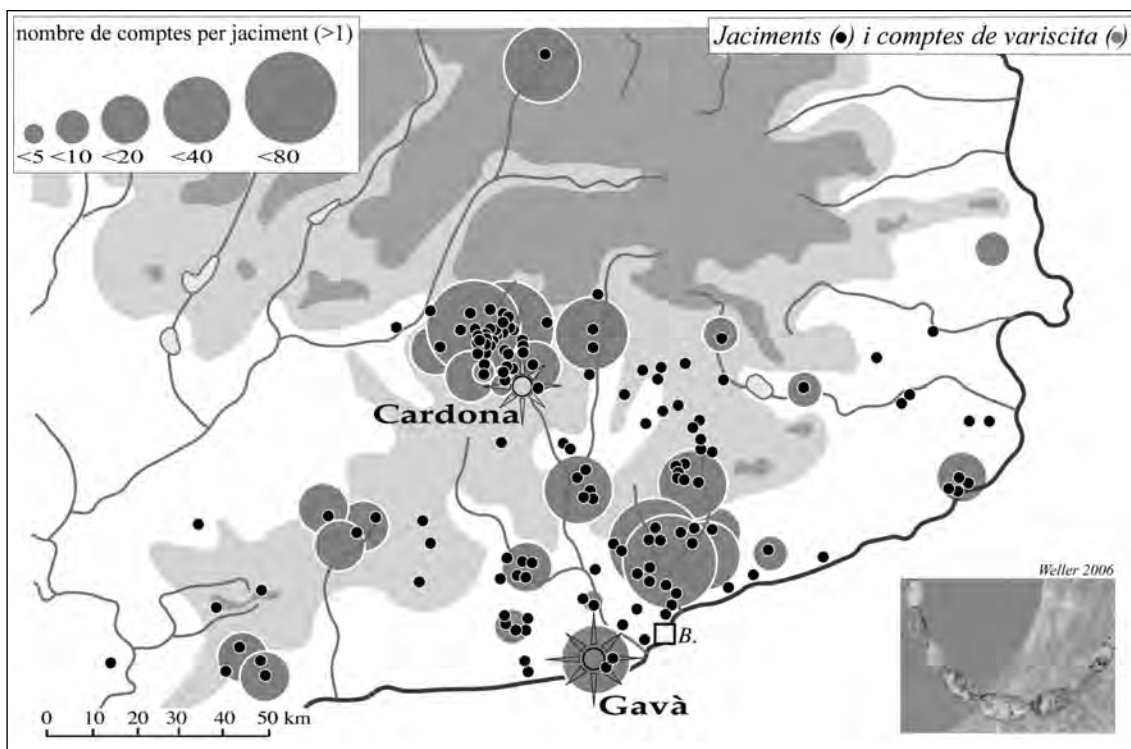 nombre de comptes per jaciment (>1)
<5 <10 <20 <40 <80
Jaciments (●) i comptes de variscita (●)
Cardona
Weller 2006
B.
Gavà
0 10 20 30 40 50 km